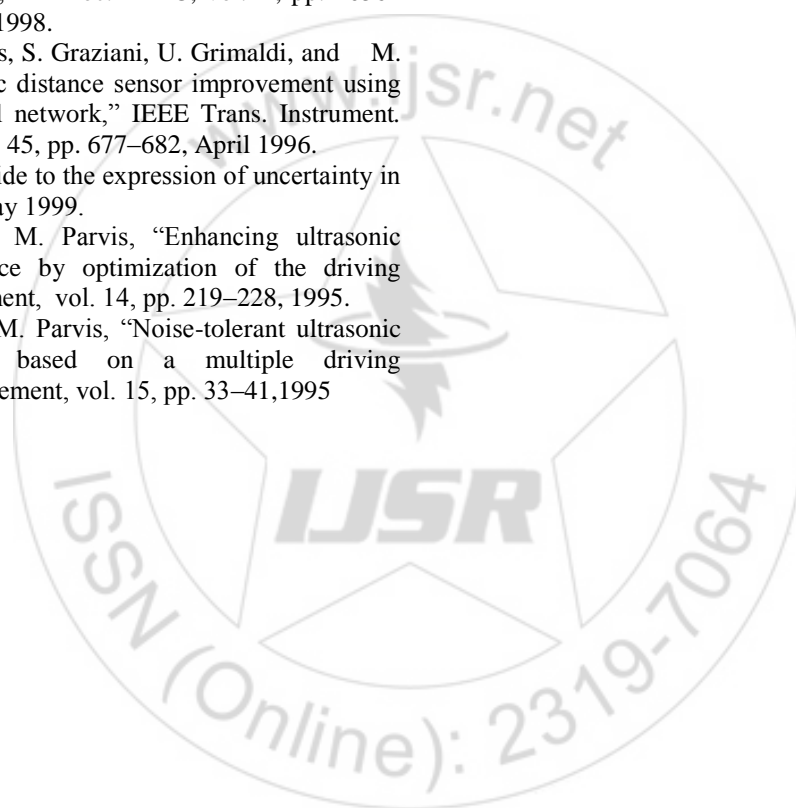 1998.
s, S. Graziani, U. Grimaldi, and M.
c distance sensor improvement using
l network,” IEEE Trans. Instrument.
45, pp. 677–682, April 1996.
ide to the expression of uncertainty in
ay 1999.
M. Parvis, “Enhancing ultrasonic
ce by optimization of the driving
ent, vol. 14, pp. 219–228, 1995.
M. Parvis, “Noise-tolerant ultrasonic
based on a multiple driving
ement, vol. 15, pp. 33–41,1995
www.ijsr.net
IJSR
ISSN (Online): 2319-7064